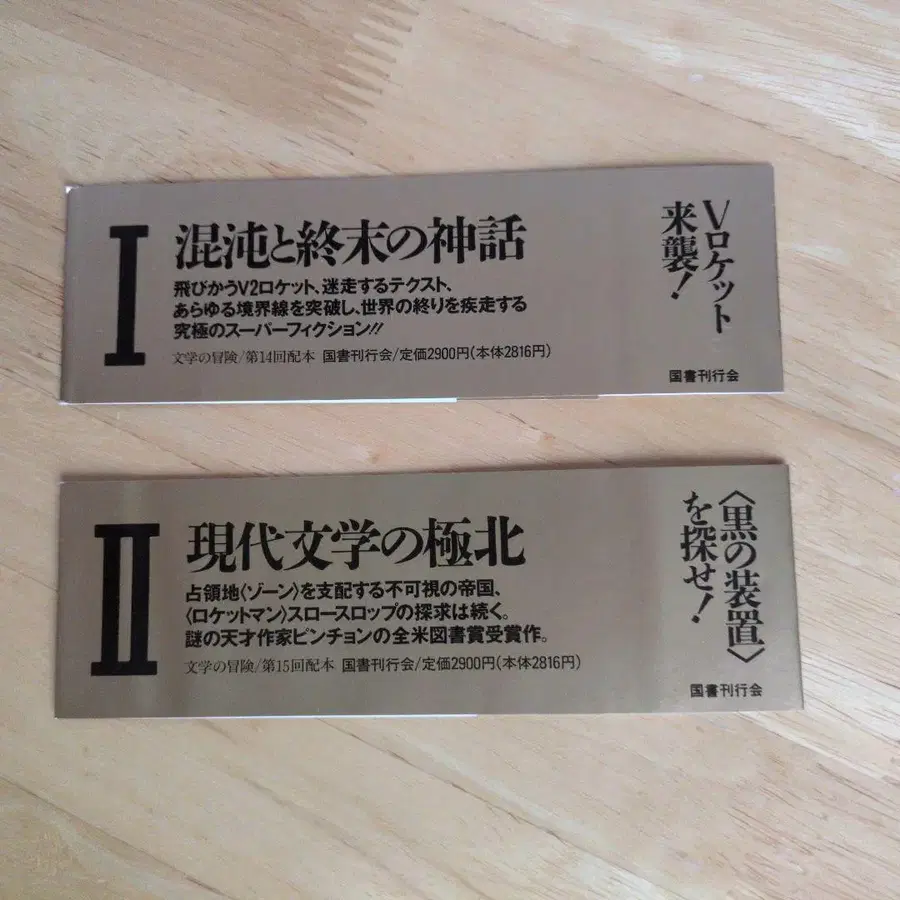 I
混沌と終末の神話
飛びかうV2ロケット、迷走するテクスト、
あらゆる境界線を突破し、世界の終りを疾走する
究極のスーパーフィクション!!
文学の冒険/第14回配本 国書刊行会/定価2900円(本体2816円)
Vロケット
来襲!
国書刊行会
II
現代文学の極北
占領地〈ゾーン〉を支配する不可視の帝国、
〈ロケットマン〉スロースロップの探求は続く。
謎の天才作家ピンチョンの全米図書賞受賞作。
文学の冒険/第15回配本 国書刊行会/定価2900円(本体2816円)
〈黒の装置〉
を探せ!
国書刊行会